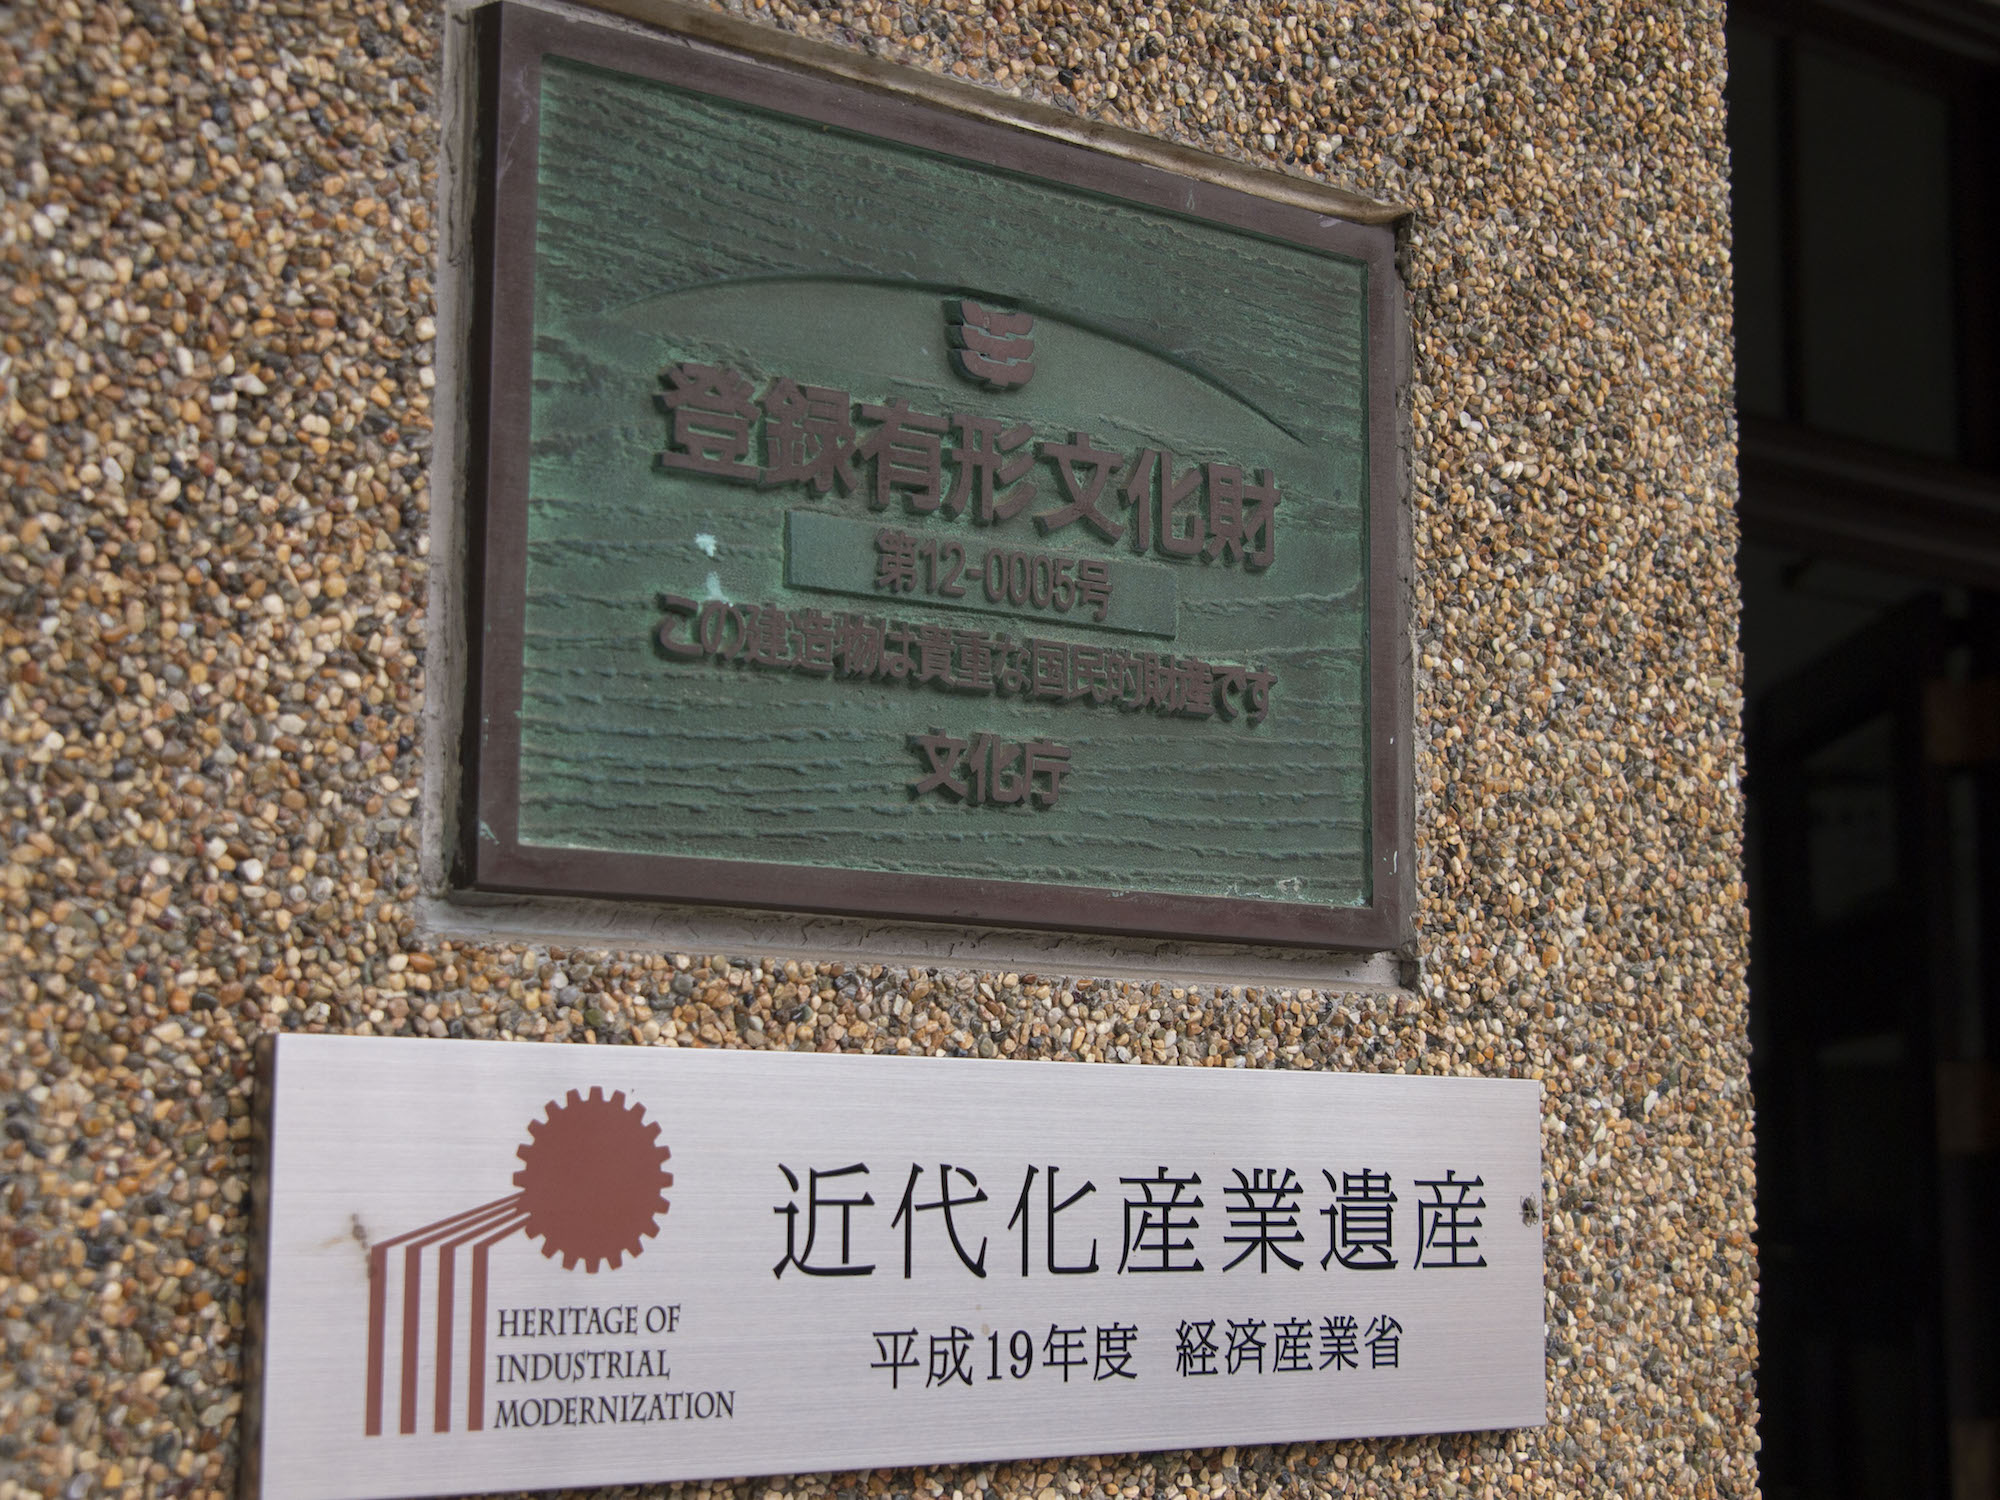 登録有形文化財
第12-0005号
この建造物は貴重な国民的財産です
文化庁
近代化産業遺産
平成19年度 経済産業省
HERITAGE OF
INDUSTRIAL
MODERNIZATION